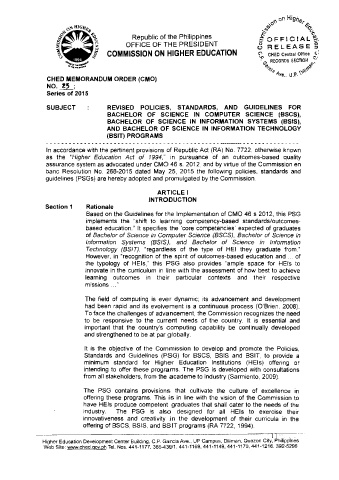 Republic of the Philippines
OFFICE OF THE PRESIDENT
COMMISSION ON HIGHER EDUCATION
OFFICIAL
RELEASE
CHED Central Office
RECORDS SECTION
C.P. Garcia Ave., U.P. Diliman,
CHED MEMORANDUM ORDER (CMO)
NO. 25 ;
Series of 2015
SUBJECT : REVISED POLICIES, STANDARDS, AND GUIDELINES FOR
BACHELOR OF SCIENCE IN COMPUTER SCIENCE (BSCS),
BACHELOR OF SCIENCE IN INFORMATION SYSTEMS (BSIS),
AND BACHELOR OF SCIENCE IN INFORMATION TECHNOLOGY
(BSIT) PROGRAMS
In accordance with the pertinent provisions of Republic Act (RA) No. 7722, otherwise known
as the "Higher Education Act of 1994," in pursuance of an outcomes-based quality
assurance system as advocated under CMO 46 s. 2012, and by virtue of the Commission en
banc Resolution No. 268-2015 dated May 25, 2015 the following policies, standards and
guidelines (PSGs) are hereby adopted and promulgated by the Commission.
ARTICLE I
INTRODUCTION
Section 1 Rationale
Based on the Guidelines for the Implementation of CMO 46 s 2012, this PSG
implements the "shift to learning competency-based standards/outcomes-
based education." It specifies the 'core competencies' expected of graduates
of Bachelor of Science in Computer Science (BSCS), Bachelor of Science in
Information Systems (BSIS), and Bachelor of Science in Information
Technology (BSIT), "regardless of the type of HEI they graduate from."
However, in "recognition of the spirit of outcomes-based education and ... of
the typology of HEIs," this PSG also provides "ample space for HEIs to
innovate in the curriculum in line with the assessment of how best to achieve
learning outcomes in their particular contexts and their respective
missions ..."
The field of computing is ever dynamic; its advancement and development
had been rapid and its evolvement is a continuous process (O'Brien, 2008).
To face the challenges of advancement, the Commission recognizes the need
to be responsive to the current needs of the country. It is essential and
important that the country's computing capability be continually developed
and strengthened to be at par globally.
It is the objective of the Commission to develop and promote the Policies,
Standards and Guidelines (PSG) for BSCS, BSIS and BSIT, to provide a
minimum standard for Higher Education Institutions (HEIs) offering or
intending to offer these programs. The PSG is developed with consultations
from all stakeholders, from the academe to industry (Sarmiento, 2009).
The PSG contains provisions that cultivate the culture of excellence in
offering these programs. This is in line with the vision of the Commission to
have HEIs produce competent graduates that shall cater to the needs of the
industry. The PSG is also designed for all HEIs to exercise their
innovativeness and creativity in the development of their curricula in the
offering of BSCS, BSIS, and BSIT programs (RA 7722, 1994).
Higher Education Development Center Building, C.P. Garcia Ave., UP Campus, Diliman, Quezon City, Philippines
Web Site: www.ched.gov.ph Tel. Nos. 441-1177, 385-4391, 441-1169, 441-1149, 441-1170, 441-1216, 392-5296